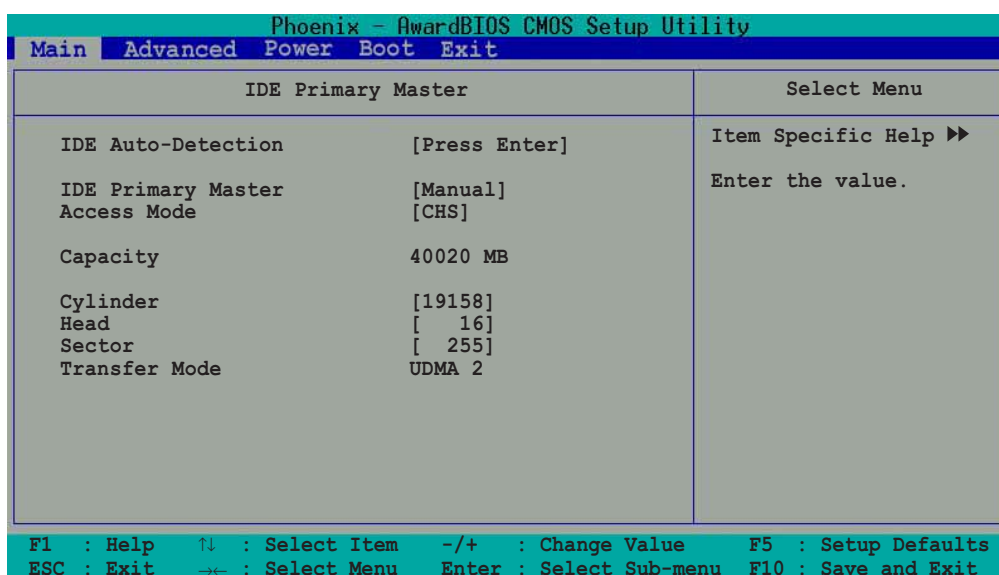 Phoenix - AwardBIOS CMOS Setup Utility
Main Advanced Power Boot Exit
IDE Primary Master Select Menu
IDE Auto-Detection [Press Enter] Item Specific Help ▶▶
IDE Primary Master [Manual] Enter the value.
Access Mode [CHS]
Capacity 40020 MB
Cylinder [19158]
Head [ 16]
Sector [ 255]
Transfer Mode UDMA 2
F1 : Help ↑↓ : Select Item -/+ : Change Value F5 : Setup Defaults
ESC : Exit →← : Select Menu Enter : Select Sub-menu F10 : Save and Exit